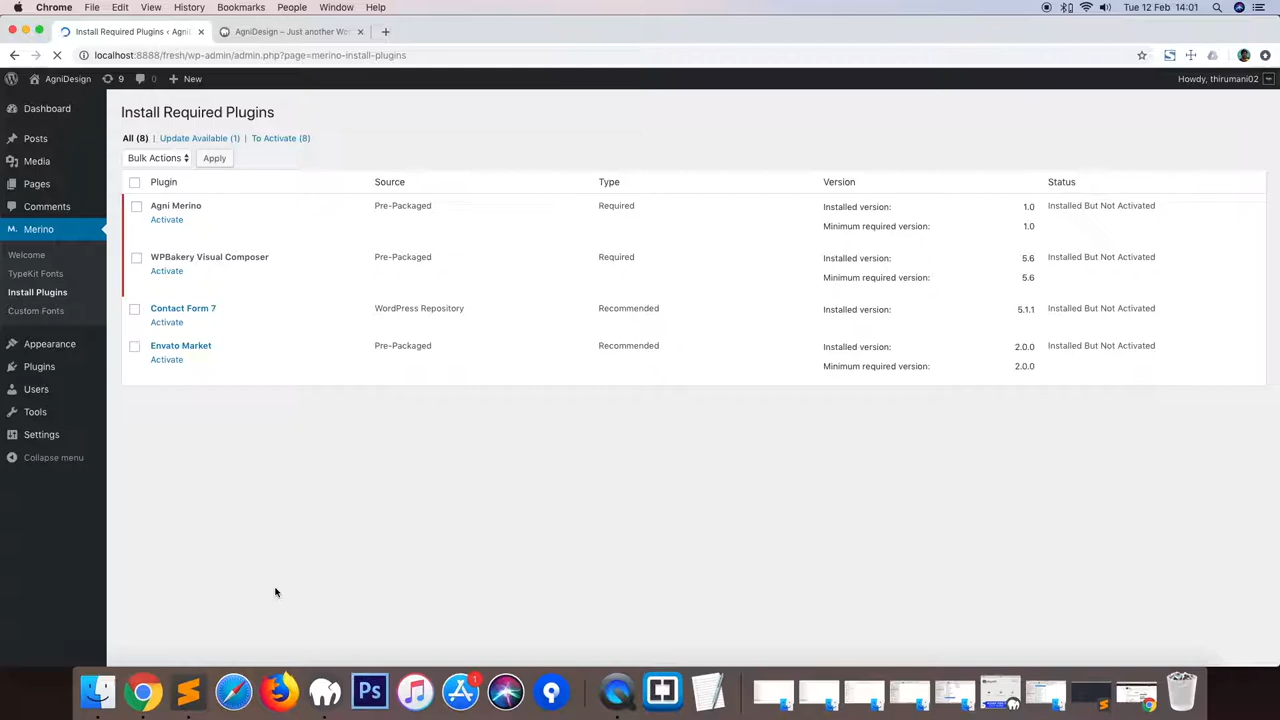 Chrome File Edit View History Bookmarks People Window Help Tue 12 Feb 14:01
Install Required Plugins ‹ Agni
AgniDesign – Just another Wo
localhost:8888/fresh/wp-admin/admin.php?page=merino-install-plugins
AgniDesign 9 0 + New Howdy, thirumani02
Dashboard
Posts
Media
Pages
Comments
M. Merino
Welcome
TypeKit Fonts
Install Plugins
Custom Fonts
Appearance
Plugins
Users
Tools
Settings
Collapse menu
Install Required Plugins
All (8) | Update Available (1) | To Activate (8)
Bulk Actions Apply
Plugin Source Type Version Status
Agni Merino Pre-Packaged Required Installed version: 1.0 Installed But Not Activated
Activate Minimum required version: 1.0
WPBakery Visual Composer Pre-Packaged Required Installed version: 5.6 Installed But Not Activated
Activate Minimum required version: 5.6
Contact Form 7 WordPress Repository Recommended Installed version: 5.1.1 Installed But Not Activated
Activate
Envato Market Pre-Packaged Recommended Installed version: 2.0.0 Installed But Not Activated
Activate Minimum required version: 2.0.0
Ps
1